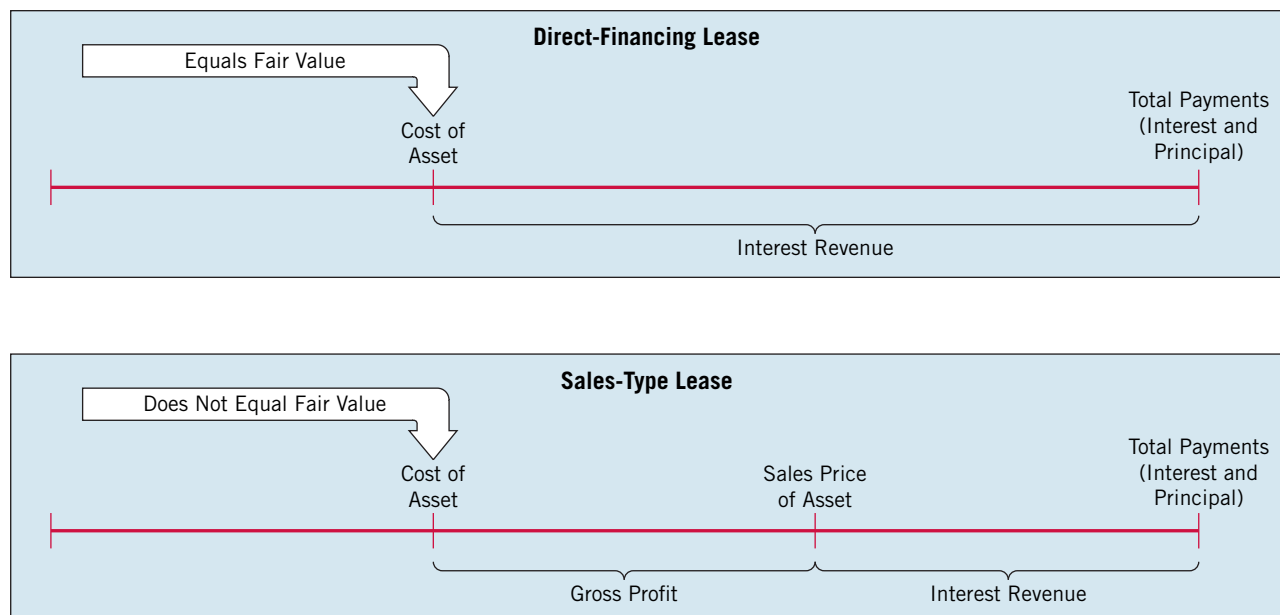 Direct-Financing Lease
Equals Fair Value
Cost of
Asset
Total Payments
(Interest and
Principal)
Interest Revenue
Sales-Type Lease
Does Not Equal Fair Value
Cost of
Asset
Sales Price
of Asset
Total Payments
(Interest and
Principal)
Gross Profit
Interest Revenue